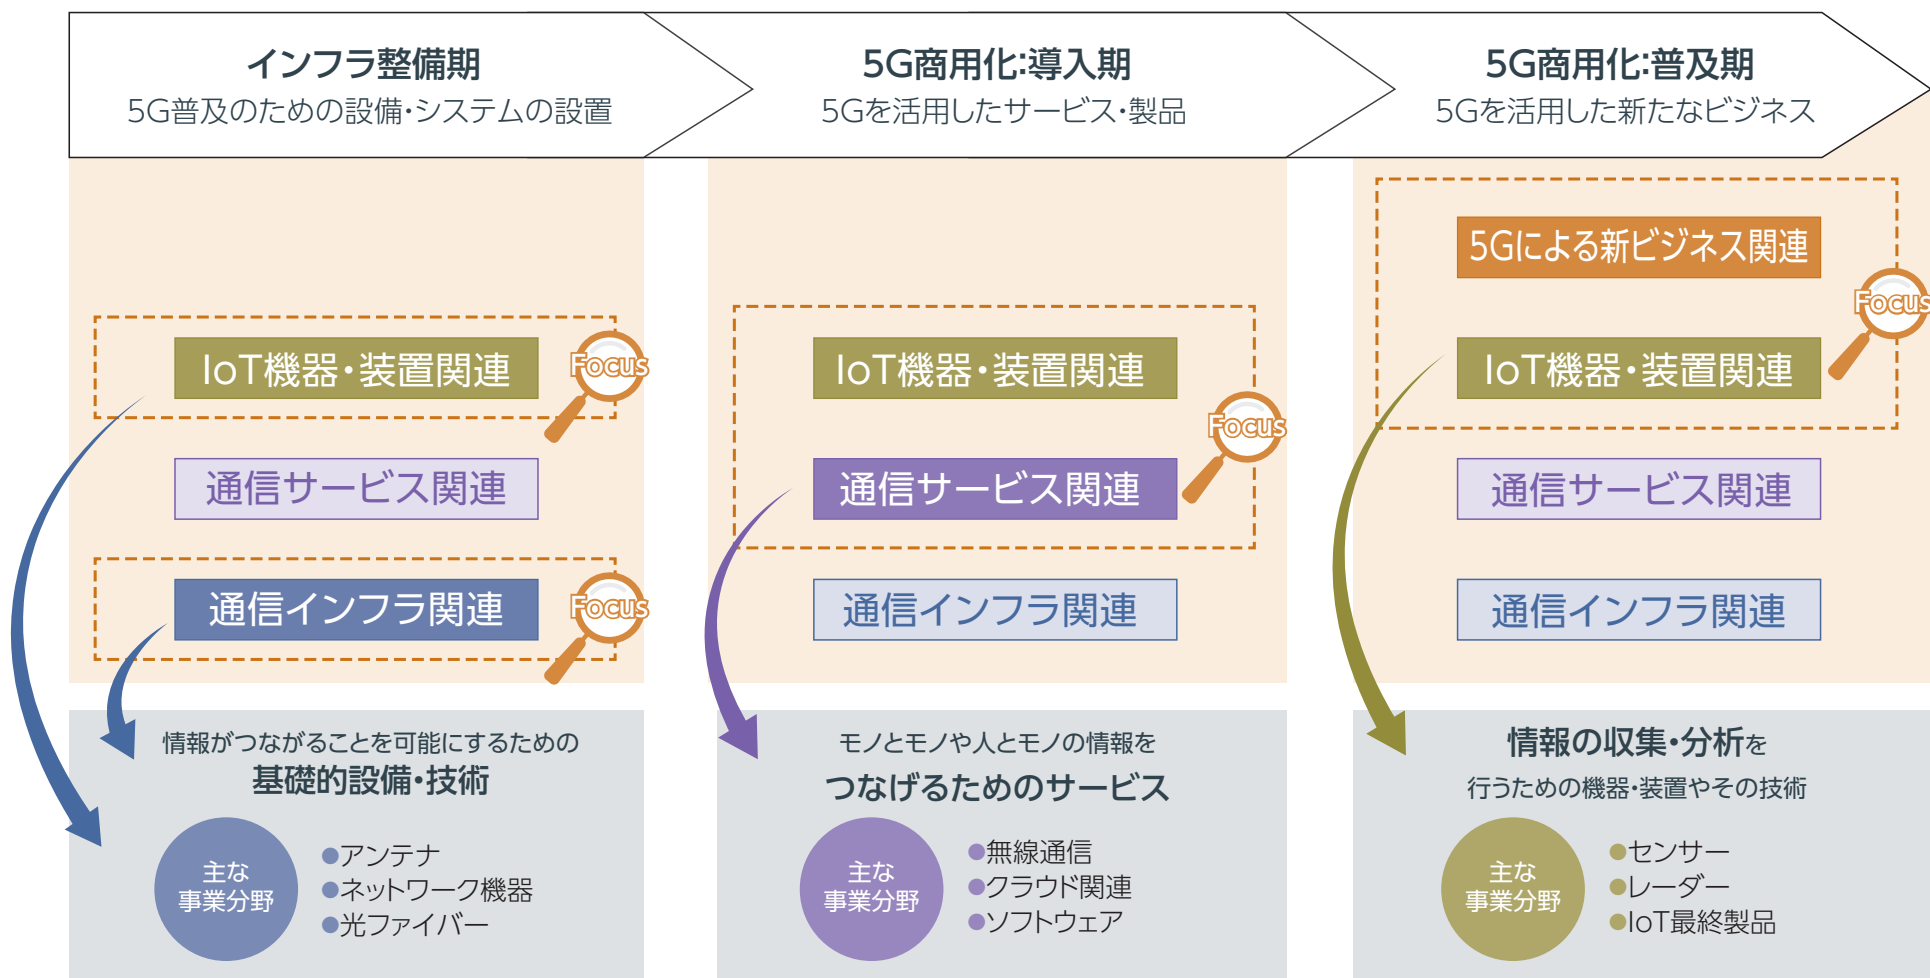 インフラ整備期
5G普及のための設備・システムの設置
5G商用化:導入期
5Gを活用したサービス・製品
5G商用化:普及期
5Gを活用した新たなビジネス
IoT機器・装置関連
Focus
通信サービス関連
通信インフラ関連
Focus
IoT機器・装置関連
通信サービス関連
Focus
通信インフラ関連
5Gによる新ビジネス関連
Focus
IoT機器・装置関連
通信サービス関連
通信インフラ関連
情報がつながることを可能にするための
基礎的設備・技術
主な
事業分野
●アンテナ
●ネットワーク機器
●光ファイバー
モノとモノや人とモノの情報を
つなげるためのサービス
主な
事業分野
●無線通信
●クラウド関連
●ソフトウェア
情報の収集・分析を
行うための機器・装置やその技術
主な
事業分野
●センサー
●レーダー
●IoT最終製品